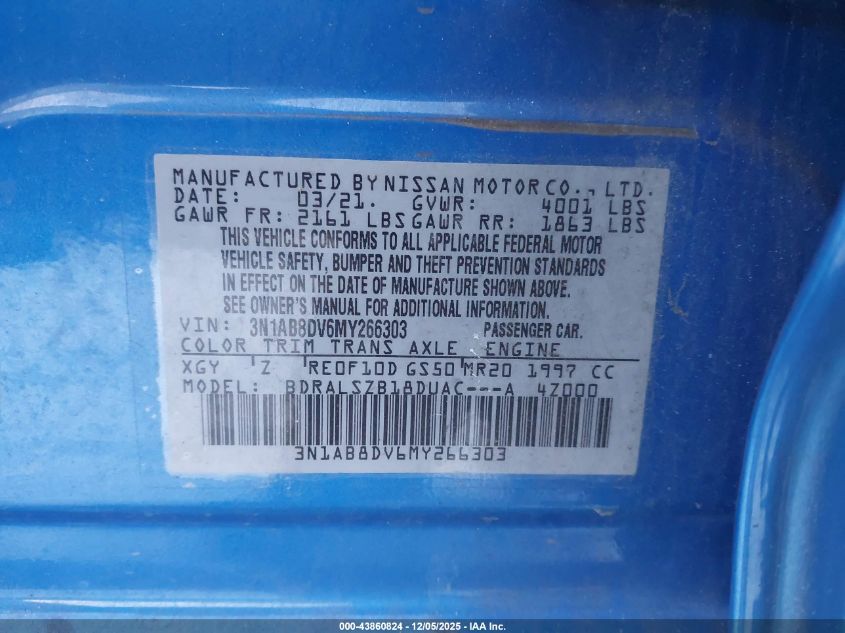 MANUFACTURED BY NISSAN MOTOR CO., LTD.
DATE: 03/21. GVWR: 4001 LBS
GAWR FR: 2161 LBS GAWR RR: 1863 LBS
THIS VEHICLE CONFORMS TO ALL APPLICABLE FEDERAL MOTOR
VEHICLE SAFETY, BUMPER AND THEFT PREVENTION STANDARDS
IN EFFECT ON THE DATE OF MANUFACTURE SHOWN ABOVE.
SEE OWNER'S MANUAL FOR ADDITIONAL INFORMATION.
VIN: 3N1AB8DV6MY266303 PASSENGER CAR.
COLOR TRIM TRANS AXLE ENGINE
XGY Z RE0F10D GS50 MR20 1997 CC
MODEL: BDRALSZB18DUAC---A 4Z000
3N1AB8DV6MY266303
000-43860824 - 12/05/2025 - IAA Inc.